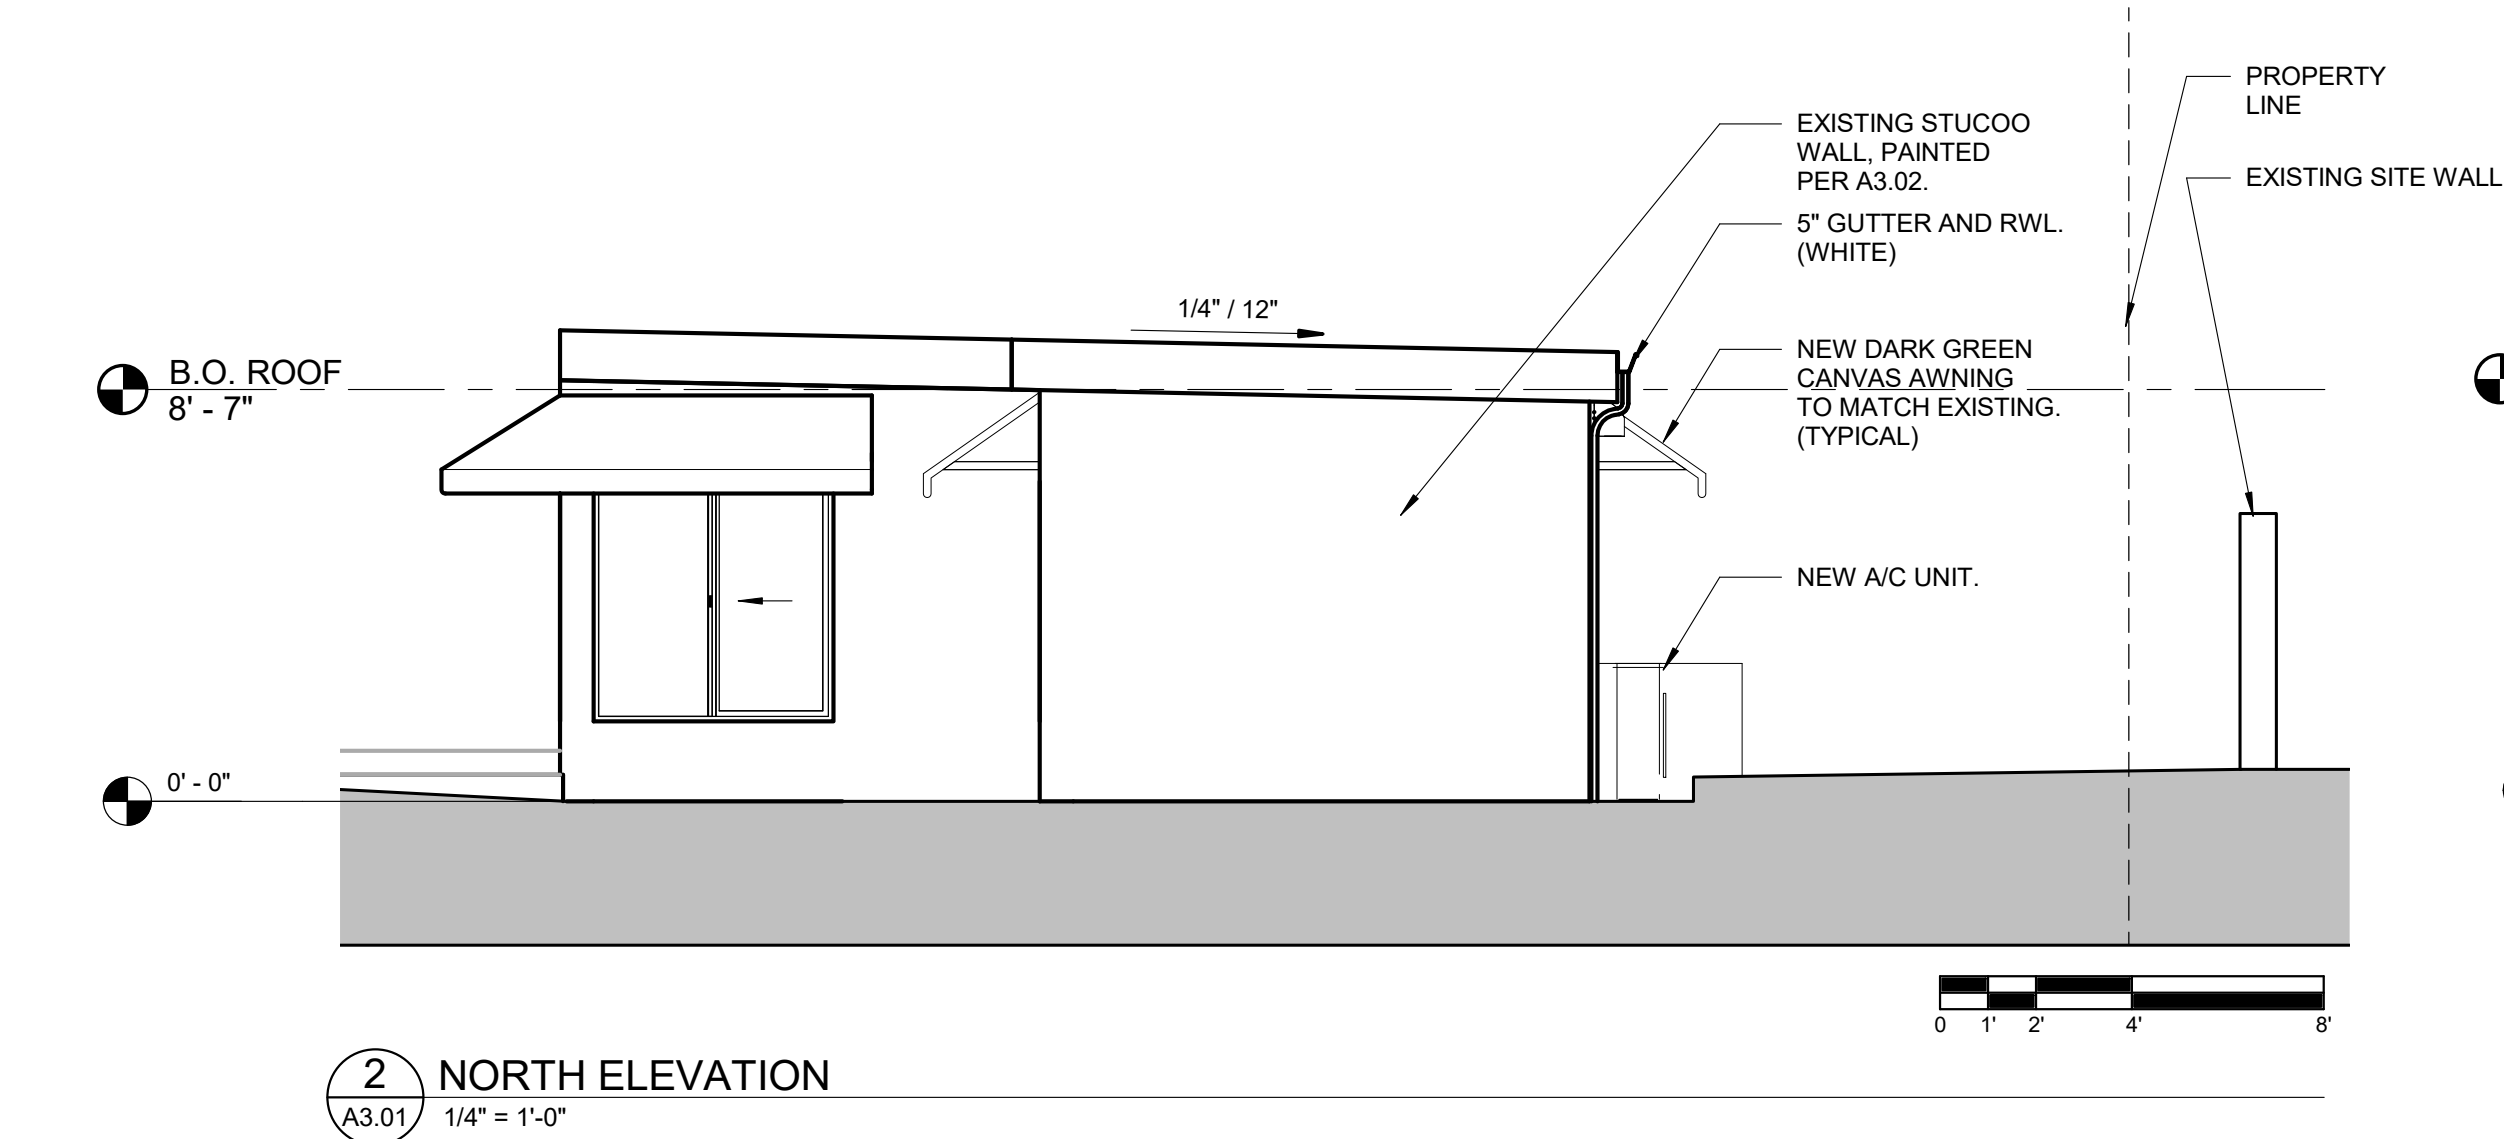 PROPERTY
LINE
EXISTING STUCOO
WALL, PAINTED
PER A3.02.
EXISTING SITE WALL
5" GUTTER AND RWL.
(WHITE)
1/4" / 12"
NEW DARK GREEN
CANVAS AWNING
TO MATCH EXISTING.
(TYPICAL)
B.O. ROOF
8' - 7"
NEW A/C UNIT.
0' - 0"
0 1' 2' 4' 8'
2 NORTH ELEVATION
A3.01 1/4" = 1'-0"